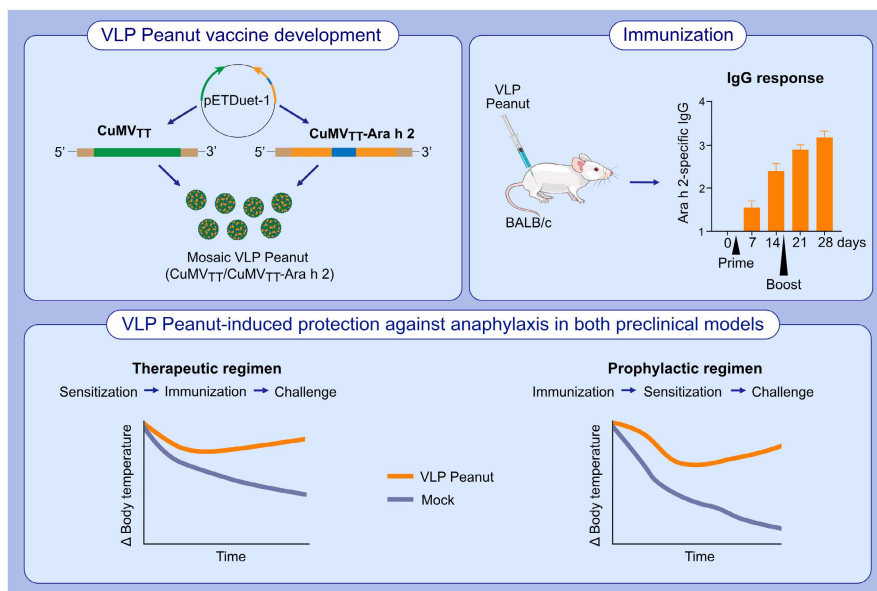 VLP Peanut vaccine development
pETDuet-1
CuMVTT
CuMVTT-Ara h 2
5’
3’
5’
3’
Mosaic VLP Peanut
(CuMVTT/CuMVTT-Ara h 2)
Immunization
VLP
Peanut
BALB/c
IgG response
Ara h 2-specific IgG
4
3
2
1
0 7 14 21 28 days
Prime
Boost
VLP Peanut-induced protection against anaphylaxis in both preclinical models
Therapeutic regimen
Sensitization Immunization Challenge
Δ Body temperature
Time
VLP Peanut
Mock
Prophylactic regimen
Immunization Sensitization Challenge
Δ Body temperature
Time